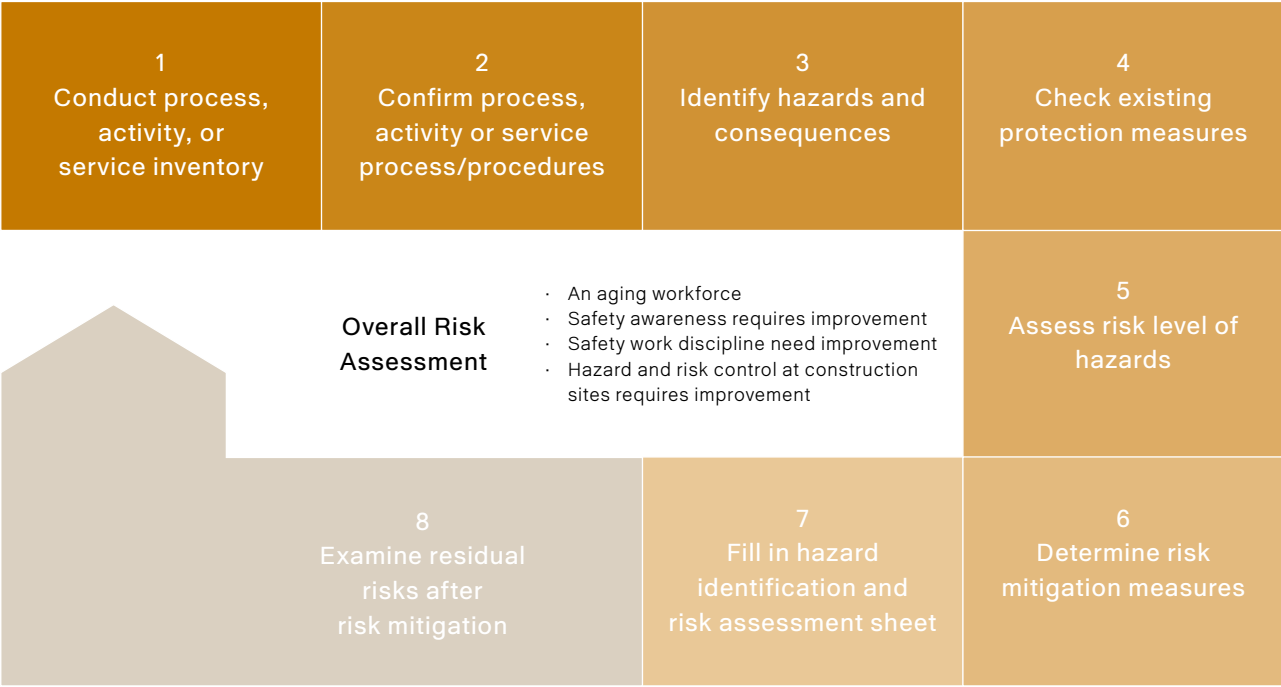 1
Conduct process,
activity, or
service inventory
2
Confirm process,
activity or service
process/procedures
3
Identify hazards and
consequences
4
Check existing
protection measures
Overall Risk
Assessment
· An aging workforce
· Safety awareness requires improvement
· Safety work discipline need improvement
· Hazard and risk control at construction
sites requires improvement
5
Assess risk level of
hazards
6
Determine risk
mitigation measures
7
Fill in hazard
identification and
risk assessment sheet
8
Examine residual
risks after
risk mitigation